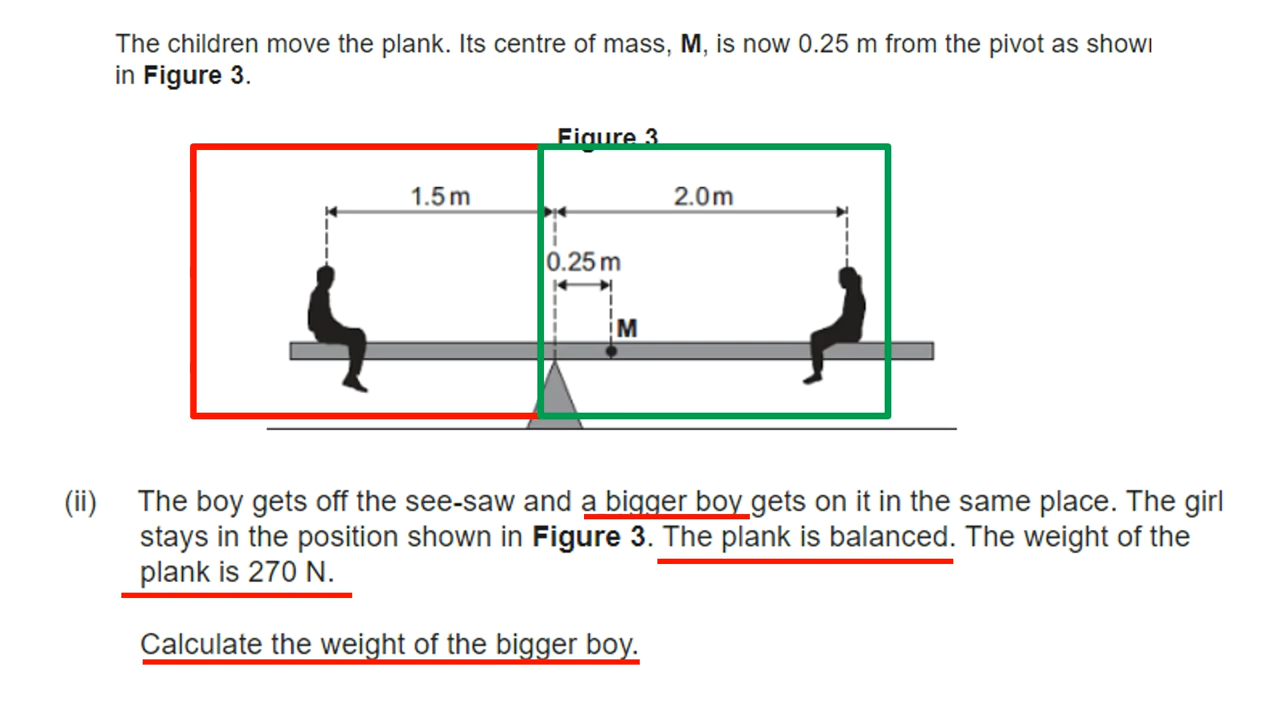 The children move the plank. Its centre of mass, M, is now 0.25 m from the pivot as shown
in Figure 3.
Figure 3
1.5 m
2.0 m
0.25 m
M
(ii) The boy gets off the see-saw and a bigger boy gets on it in the same place. The girl
stays in the position shown in Figure 3. The plank is balanced. The weight of the
plank is 270 N.
Calculate the weight of the bigger boy.